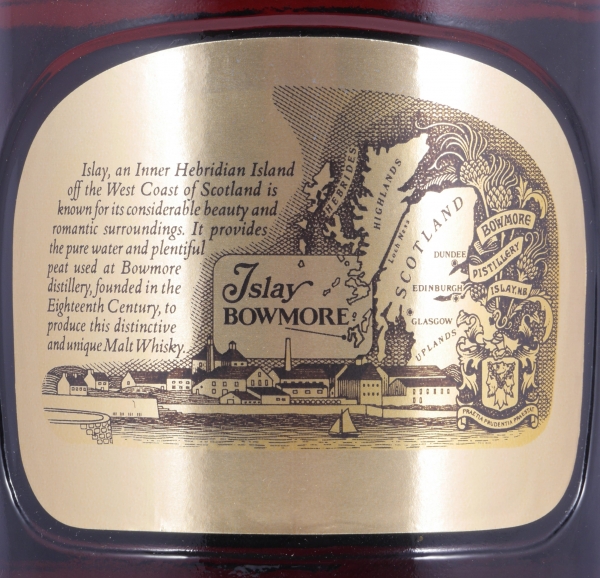 Islay, an Inner Hebridian Island
off the West Coast of Scotland is
known for its considerable beauty and
romantic surroundings. It provides
the pure water and plentiful
peat used at Bowmore
distillery, founded in the
Eighteenth Century, to
produce this distinctive
and unique Malt Whisky.
HEBRIDES
HIGHLANDS
Loch Ness
SCOTLAND
DUNDEE
EDINBURGH
GLASGOW
UPLANDS
Islay
BOWMORE
BOWMORE
DISTILLERY
ISLAY, N.B.
PRUDENTIA